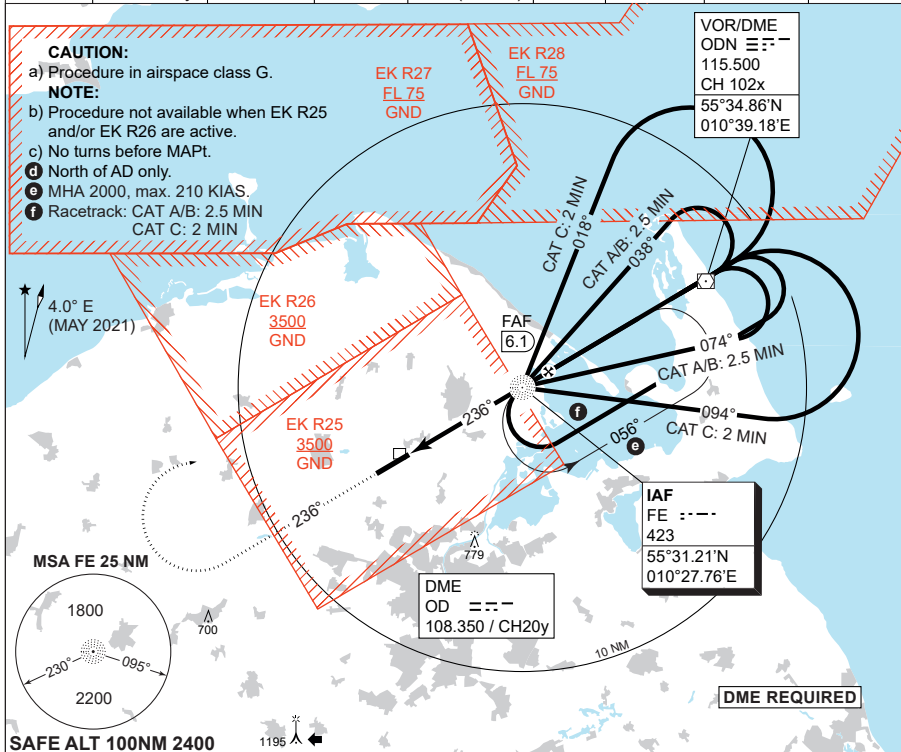 CAUTION:
a) Procedure in airspace class G.
NOTE:
b) Procedure not available when EK R25
and/or EK R26 are active.
c) No turns before MAPt.
d North of AD only.
e MHA 2000, max. 210 KIAS.
f Racetrack: CAT A/B: 2.5 MIN
CAT C: 2 MIN
EK R27
FL 75
GND
EK R28
FL 75
GND
VOR/DME
ODN
115.500
CH 102x
55°34.86'N
010°39.18'E
CAT C: 2 MIN
018°
CAT A/B: 2.5 MIN
038°
4.0° E
(MAY 2021)
EK R26
3500
GND
FAF
6.1
074°
CAT A/B: 2.5 MIN
094°
CAT C: 2 MIN
f
056°
e
236°
EK R25
3500
GND
236°
IAF
FE
423
55°31.21'N
010°27.76'E
779
MSA FE 25 NM
1800
230°
095°
2200
700
DME
OD
108.350 / CH20y
10 NM
DME REQUIRED
SAFE ALT 100NM 2400
1195